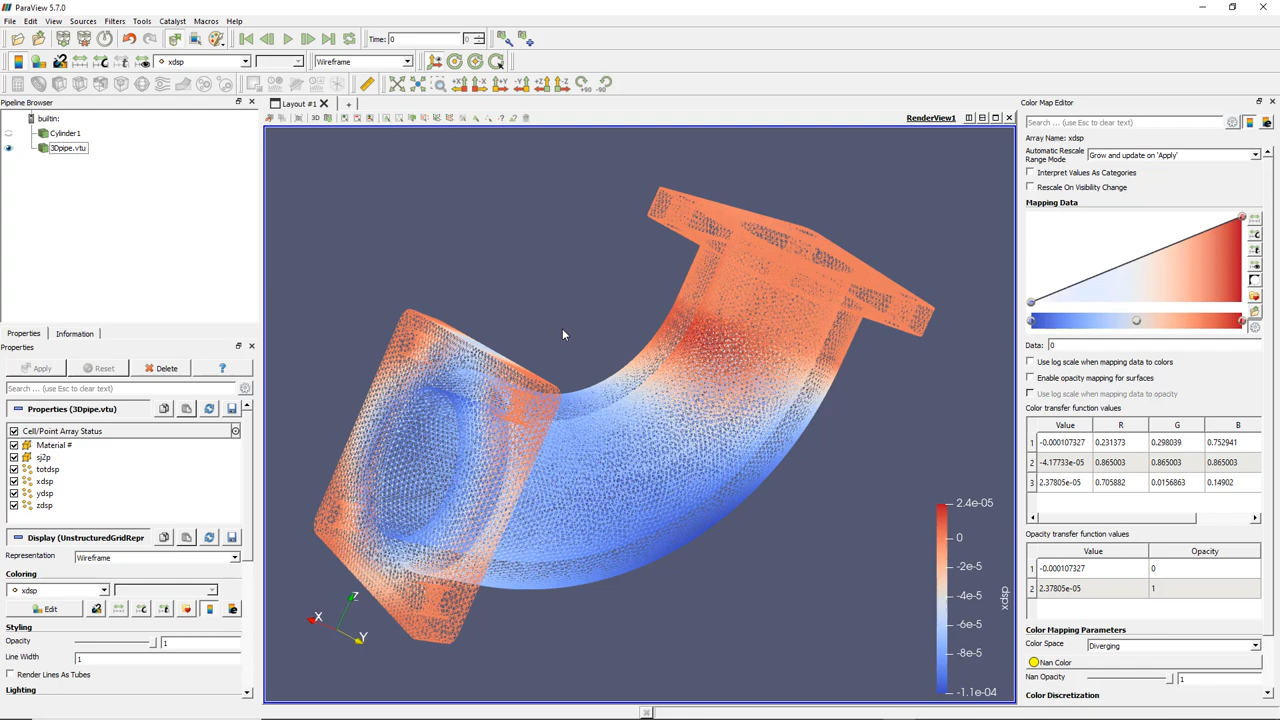 ParaView 5.7.0
File Edit View Sources Filters Tools Catalyst Macros Help
Time: 0 0
xdsp Wireframe
Pipeline Browser
Layout #1
3D RenderView1
builtin:
Cylinder1
3Dpipe.vtu
Properties Information
Properties
Apply Reset Delete ?
Search ... (use Esc to clear text)
Properties (3Dpipe.vtu)
Cell/Point Array Status
Material #
sj2p
totdsp
xdsp
ydsp
zdsp
Display (UnstructuredGridRepr
Representation Wireframe
Coloring
xdsp
Edit
Styling
Opacity 1
Line Width 1
Render Lines As Tubes
Lighting
X
Y
Z
2.4e-05
0
-2e-5
-4e-5
-6e-5
-8e-5
-1.1e-04
xdsp
Color Map Editor
Search ... (use Esc to clear text)
Array Name: xdsp
Automatic Rescale
Range Mode
Grow and update on 'Apply'
Interpret Values As Categories
Rescale On Visibility Change
Mapping Data
Data: 0
Use log scale when mapping data to colors
Enable opacity mapping for surfaces
Use log scale when mapping data to opacity
Color transfer function values
Value R G B
1 -0.000107327 0.231373 0.298039 0.752941
2 -4.17733e-05 0.865003 0.865003 0.865003
3 2.37805e-05 0.705882 0.0156863 0.14902
Opacity transfer function values
Value Opacity
1 -0.000107327 0
2 2.37805e-05 1
Color Mapping Parameters
Color Space Diverging
Nan Color
Nan Opacity 1
Color Discretization